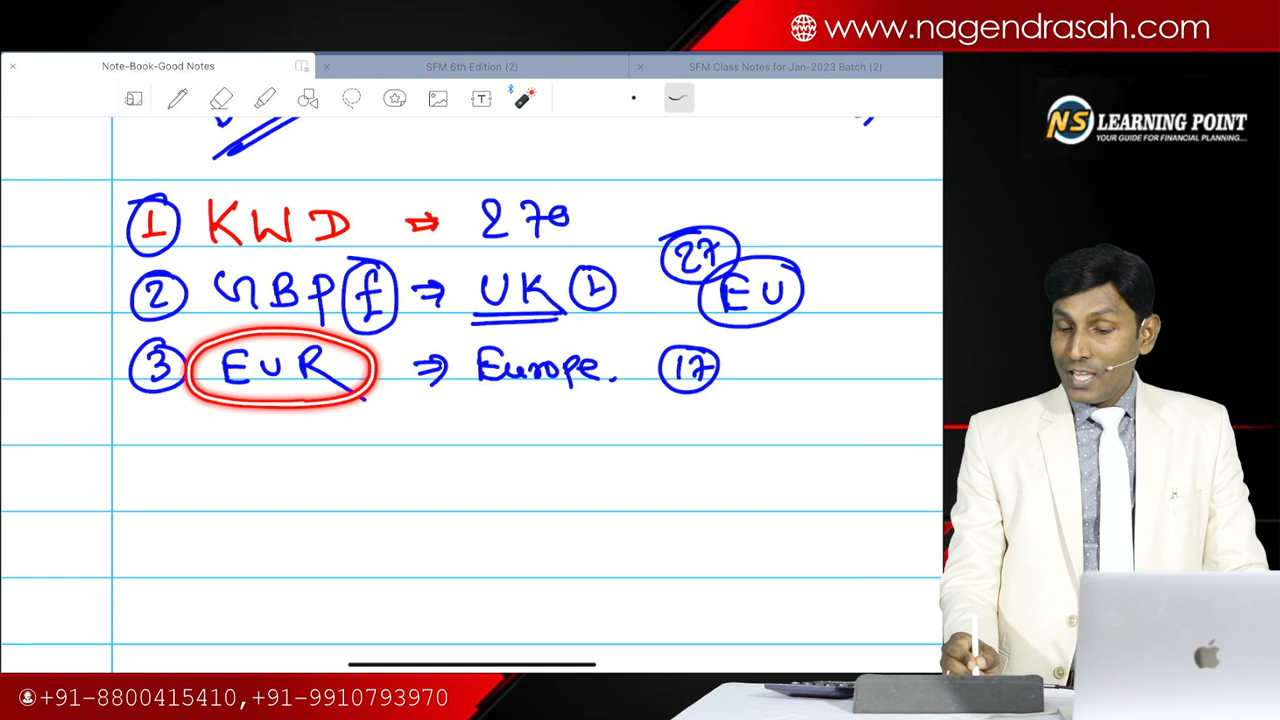 www.nagendrasah.com
Note-Book-Good Notes
SFM 6th Edition (2)
SFM Class Notes for Jan-2023 Batch (2)
NS LEARNING POINT
YOUR GUIDE FOR FINANCIAL PLANNING....
1 KWD ⇒ 270
2 GBP £ ⇒ UK 1 27 EU
3 EUR ⇒ Europe. 17
+91-8800415410,+91-9910793970